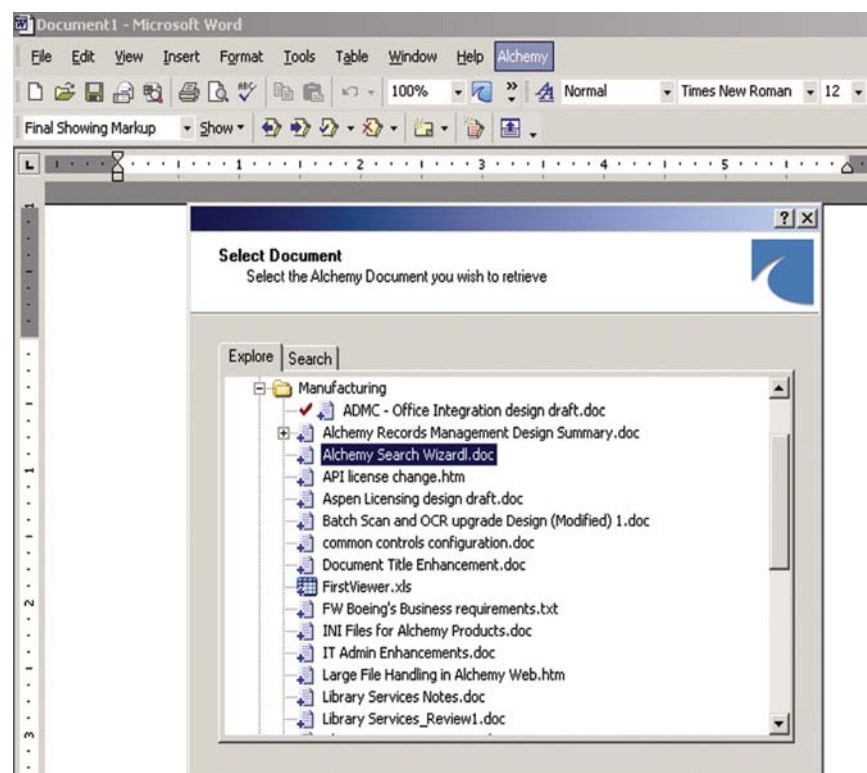 Document1 - Microsoft Word
File Edit View Insert Format Tools Table Window Help Alchemy
100% Normal Times New Roman 12
Final Showing Markup Show
1 2 3 4 5
Select Document
Select the Alchemy Document you wish to retrieve
Explore Search
Manufacturing
ADMC - Office Integration design draft.doc
Alchemy Records Management Design Summary.doc
Alchemy Search Wizardl.doc
API license change.htm
Aspen Licensing design draft.doc
Batch Scan and OCR upgrade Design (Modified) 1.doc
common controls configuration.doc
Document Title Enhancement.doc
FirstViewer.xls
FW Boeing's Business requirements.txt
INI Files for Alchemy Products.doc
IT Admin Enhancements.doc
Large File Handling in Alchemy Web.htm
Library Services Notes.doc
Library Services_Review1.doc
1
1
2
3